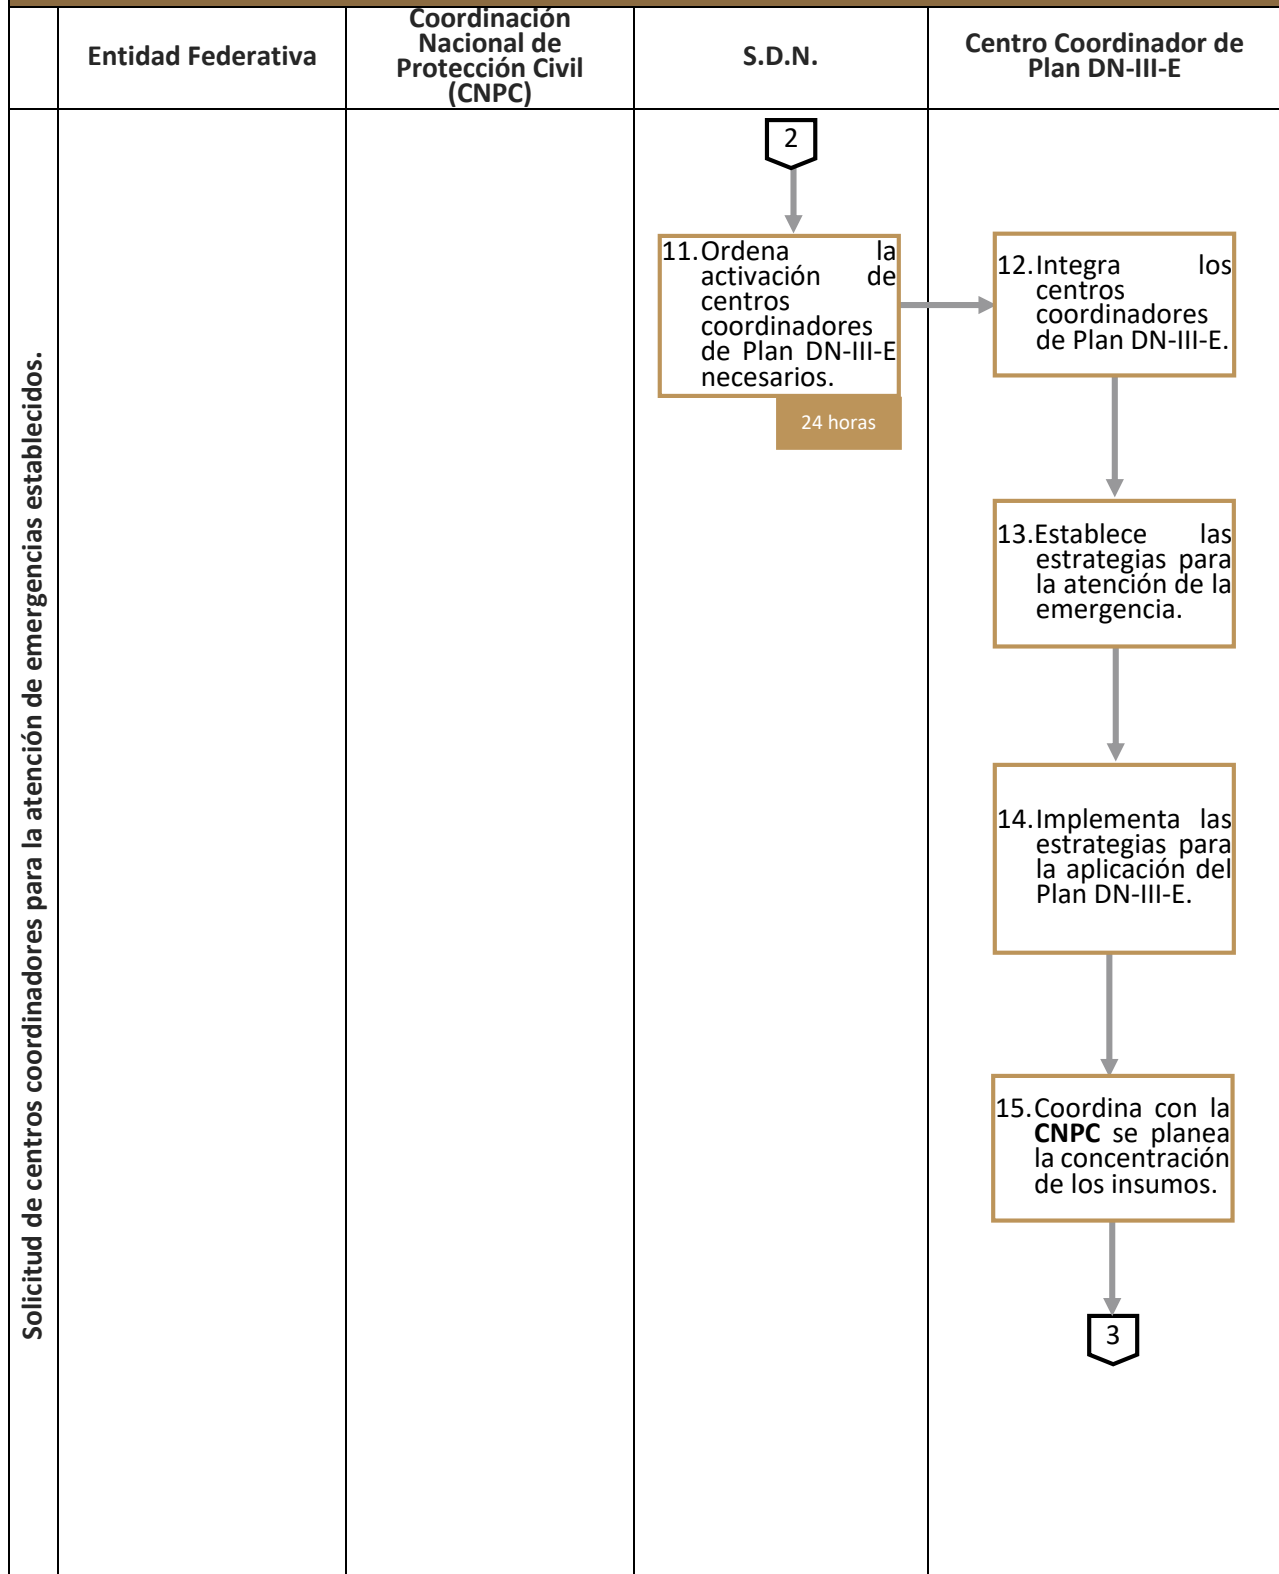 Entidad Federativa
Coordinación
Nacional de
Protección Civil
(CNPC)
S.D.N.
Centro Coordinador de
Plan DN-III-E
Solicitud de centros coordinadores para la atención de emergencias establecidos.
2
11. Ordena la
activación de
centros
coordinadores
de Plan DN-III-E
necesarios.
24 horas
12. Integra los
centros
coordinadores
de Plan DN-III-E.
13. Establece las
estrategias para
la atención de la
emergencia.
14. Implementa las
estrategias para
la aplicación del
Plan DN-III-E.
15. Coordina con la
CNPC se planea
la concentración
de los insumos.
3